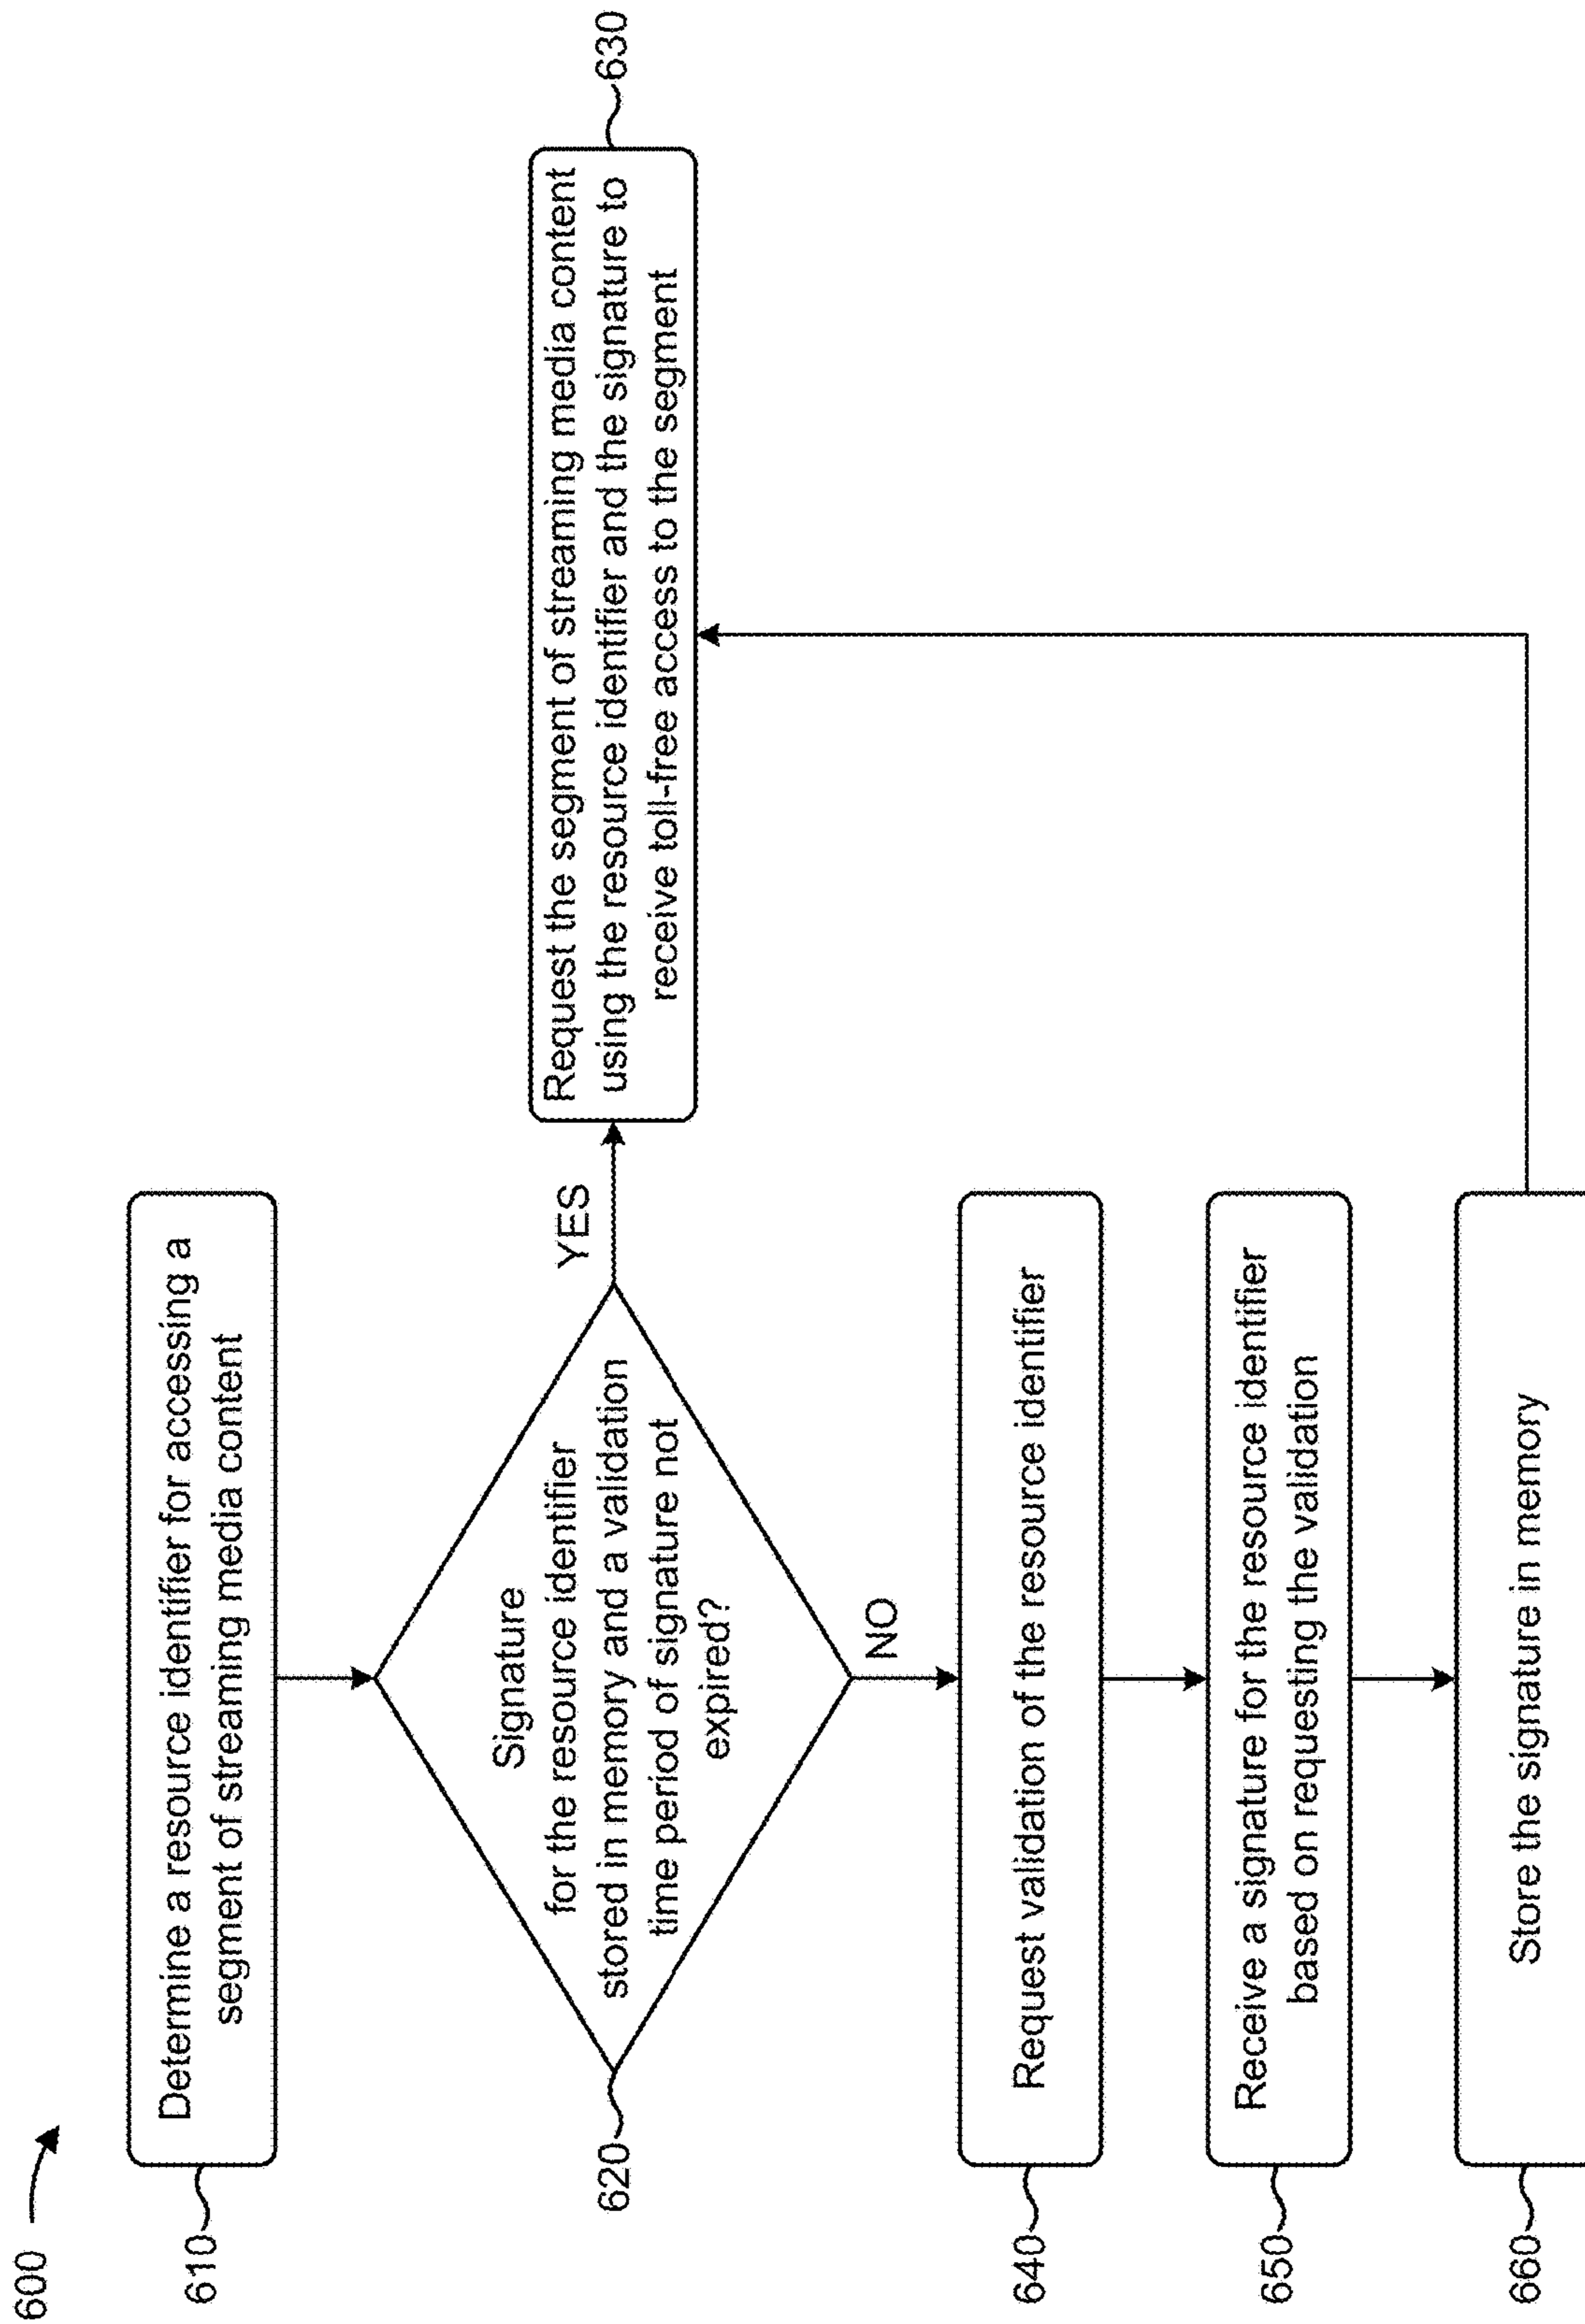 600
610
Determine a resource identifier for accessing a
segment of streaming media content
620
Signature
for the resource identifier
stored in memory and a validation
time period of signature not
expired?
YES
630
Request the segment of streaming media content
using the resource identifier and the signature to
receive toll-free access to the segment
NO
640
Request validation of the resource identifier
650
Receive a signature for the resource identifier
based on requesting the validation
660
Store the signature in memory